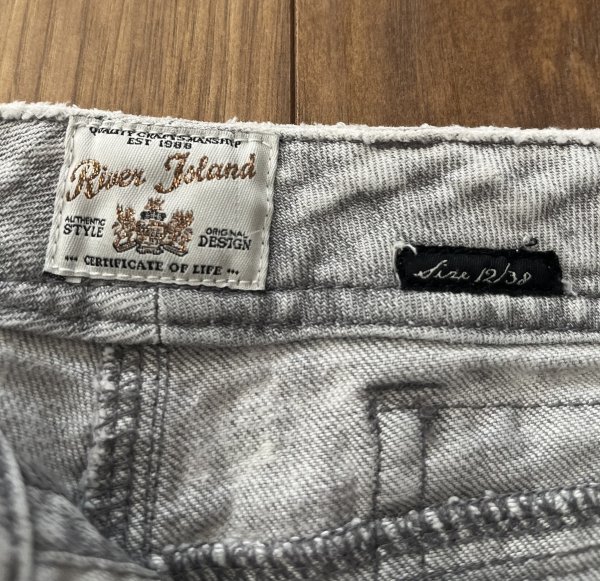 QUALITY CRAFTSMANSHIP
EST 1988
River Island
AUTHENTIC STYLE
ORIGINAL DESIGN
CERTIFICATE OF LIFE
Size 12/38